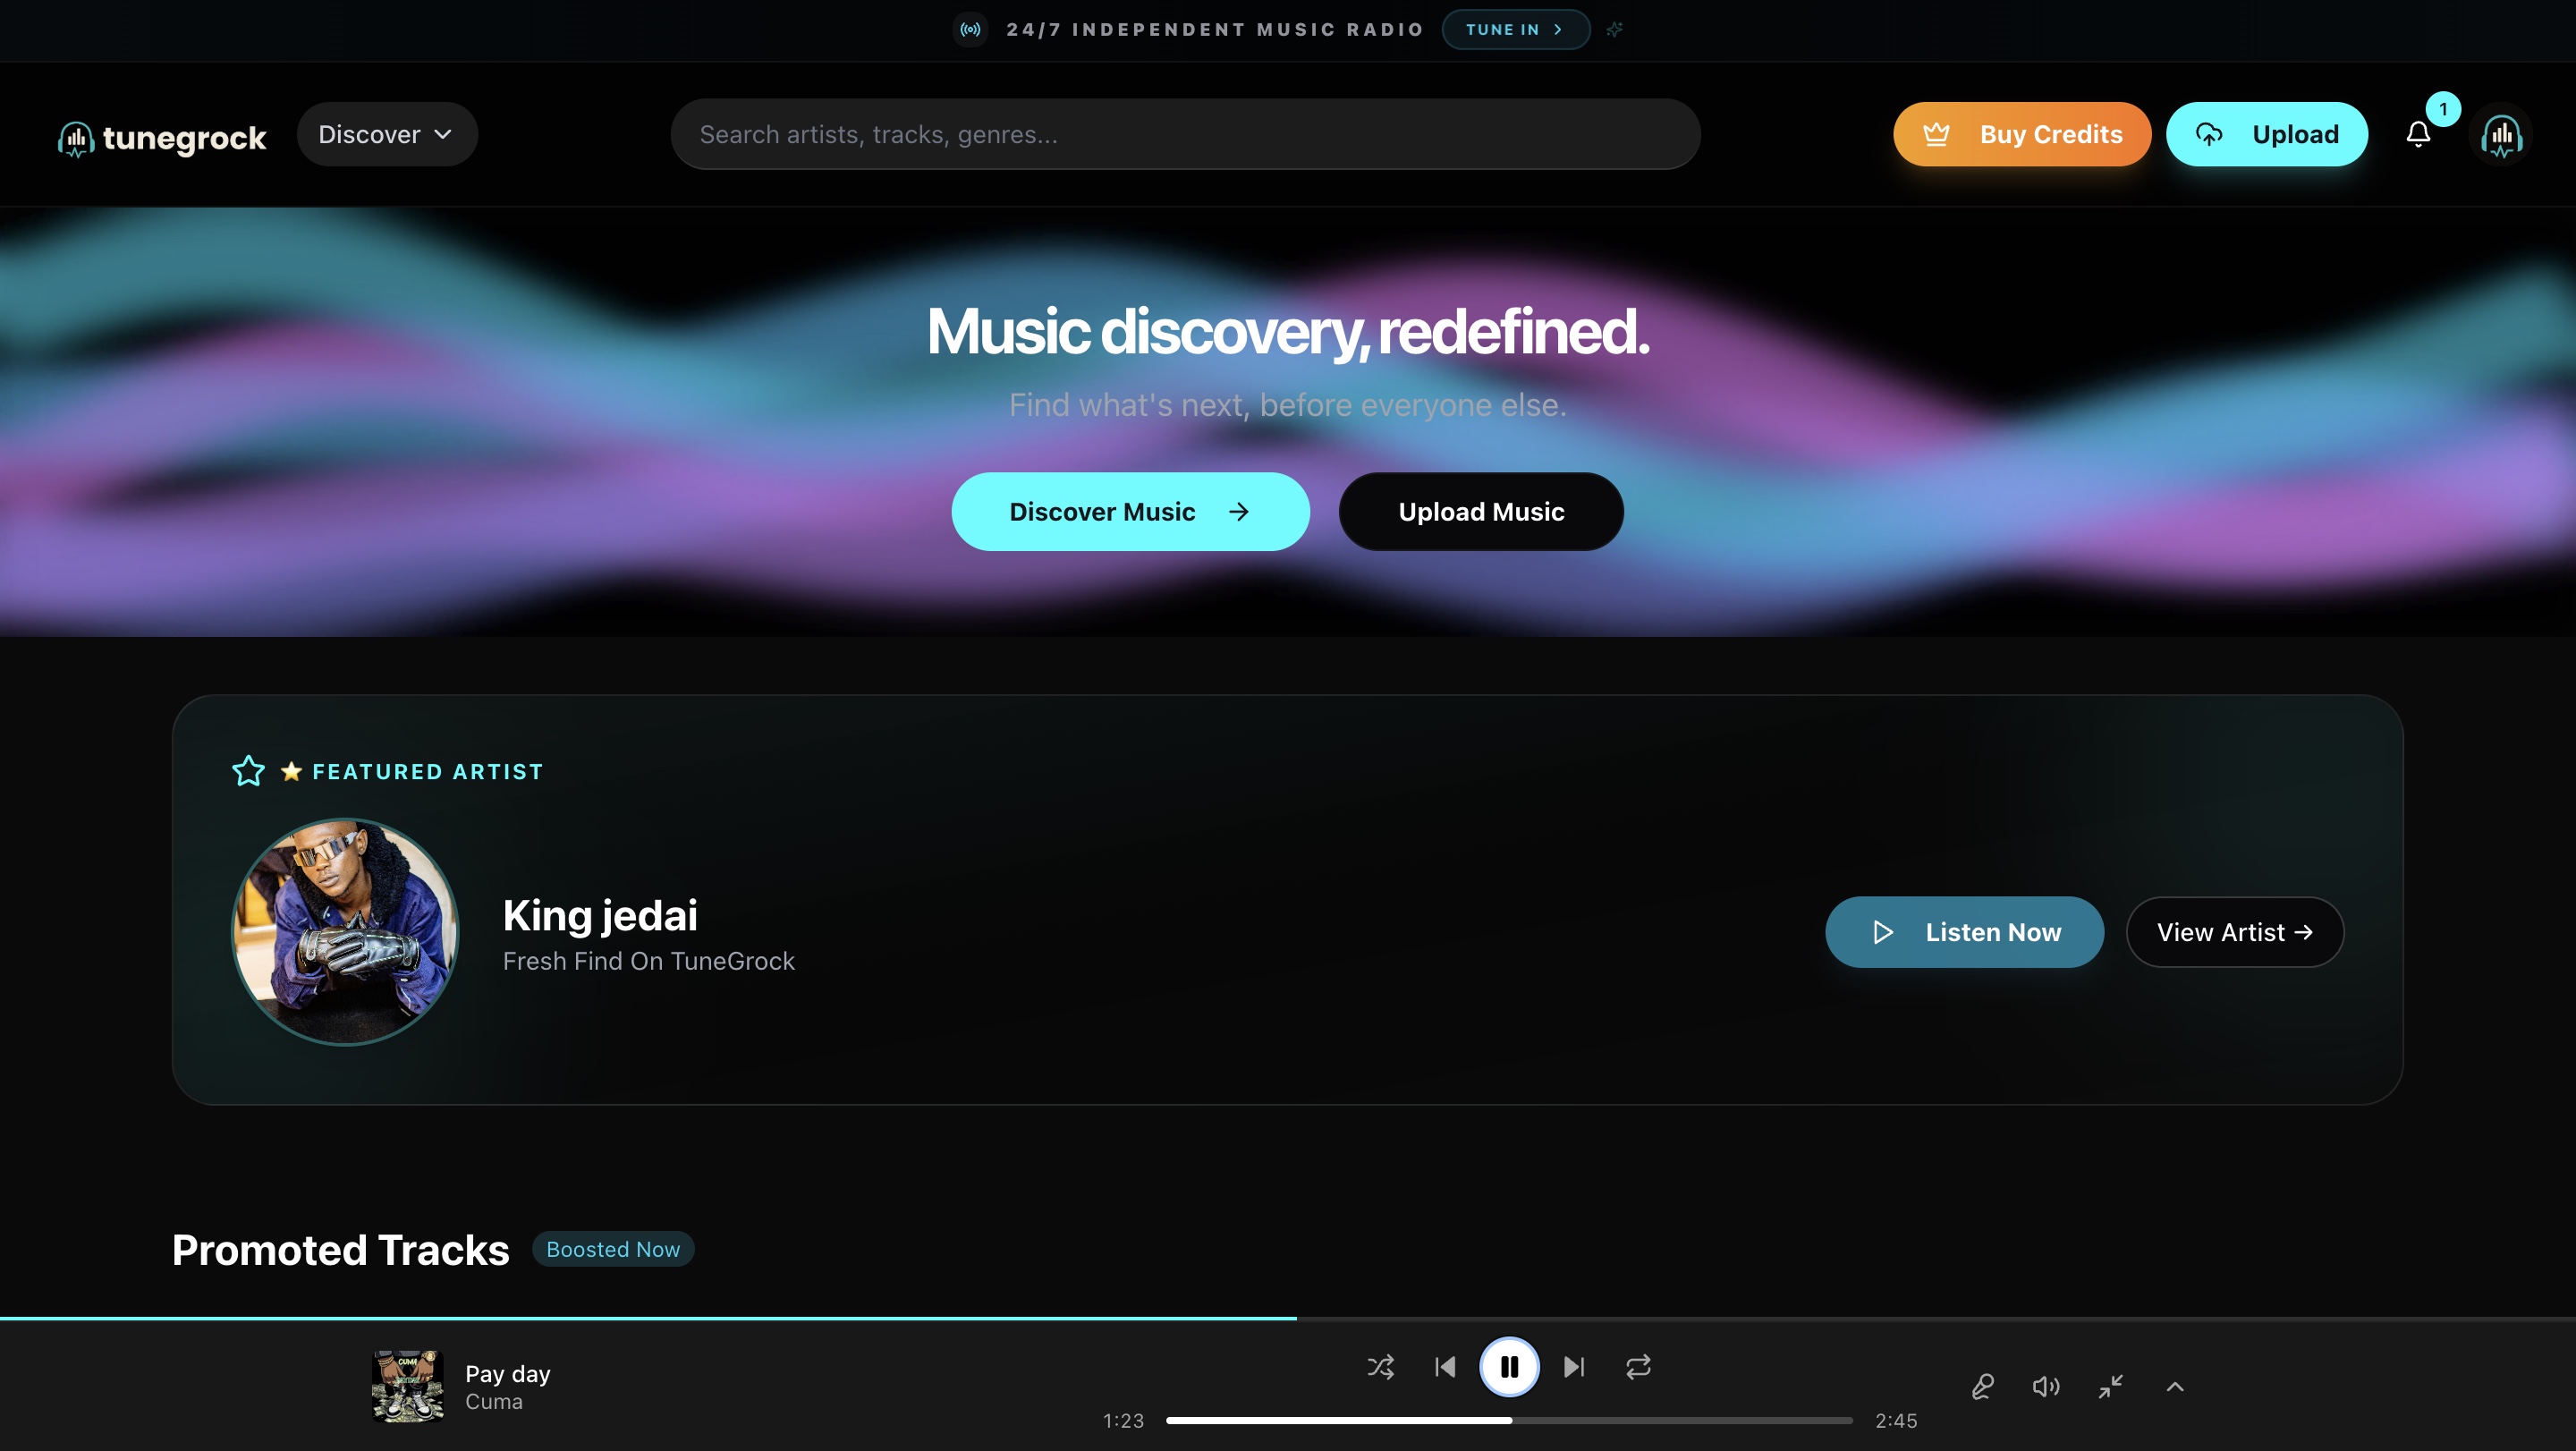 24/7 INDEPENDENT MUSIC RADIO TUNE IN
tunegrock Discover Search artists, tracks, genres... Buy Credits Upload 1
Music discovery, redefined.
Find what's next, before everyone else.
Discover Music → Upload Music
⭐ FEATURED ARTIST
King jedai
Fresh Find On TuneGrock
Listen Now View Artist →
Promoted Tracks Boosted Now
Pay day
Cuma
1:23 2:45